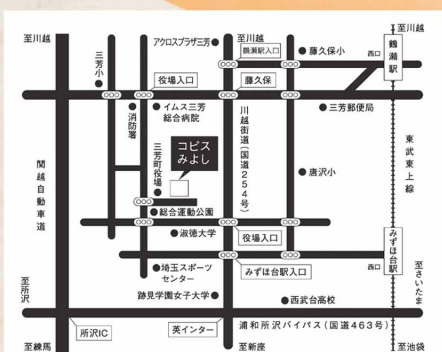 至川越
アクロスプラザ三芳
至川越
鶴瀬駅入口
藤久保小
至川越
西口
鶴瀬駅
三芳小
役場入口
藤久保
消防署
イムス三芳
総合病院
三芳郵便局
コピス
みよし
三芳町役場
川越街道(国道254号)
唐沢小
東武東上線
関越自動車道
総合運動公園
淑徳大学
役場入口
みずほ台駅
埼玉スポーツ
センター
みずほ台駅入口
西口
至所沢
跡見学園女子大学
西武台高校
至さいたま
所沢IC
英インター
浦和所沢バイパス(国道463号)
至練馬
至新座
至池袋